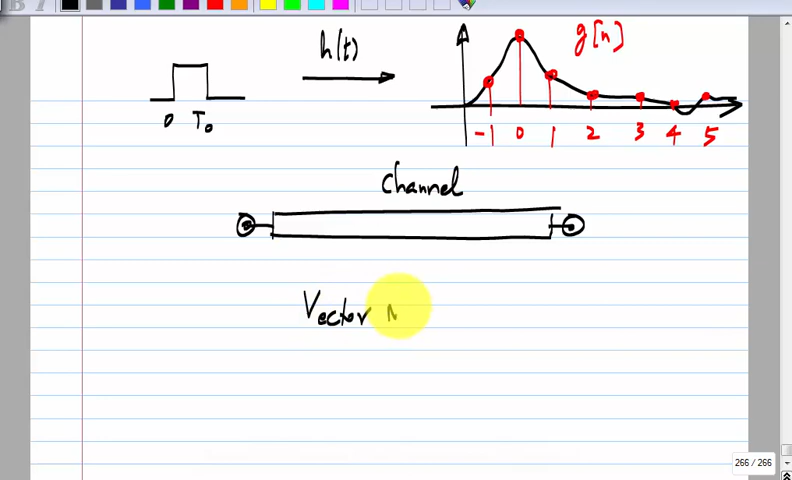 B I
h(t)
g[n]
0 T₀
-1 0 1 2 3 4 5
Channel
Vector
266 / 266